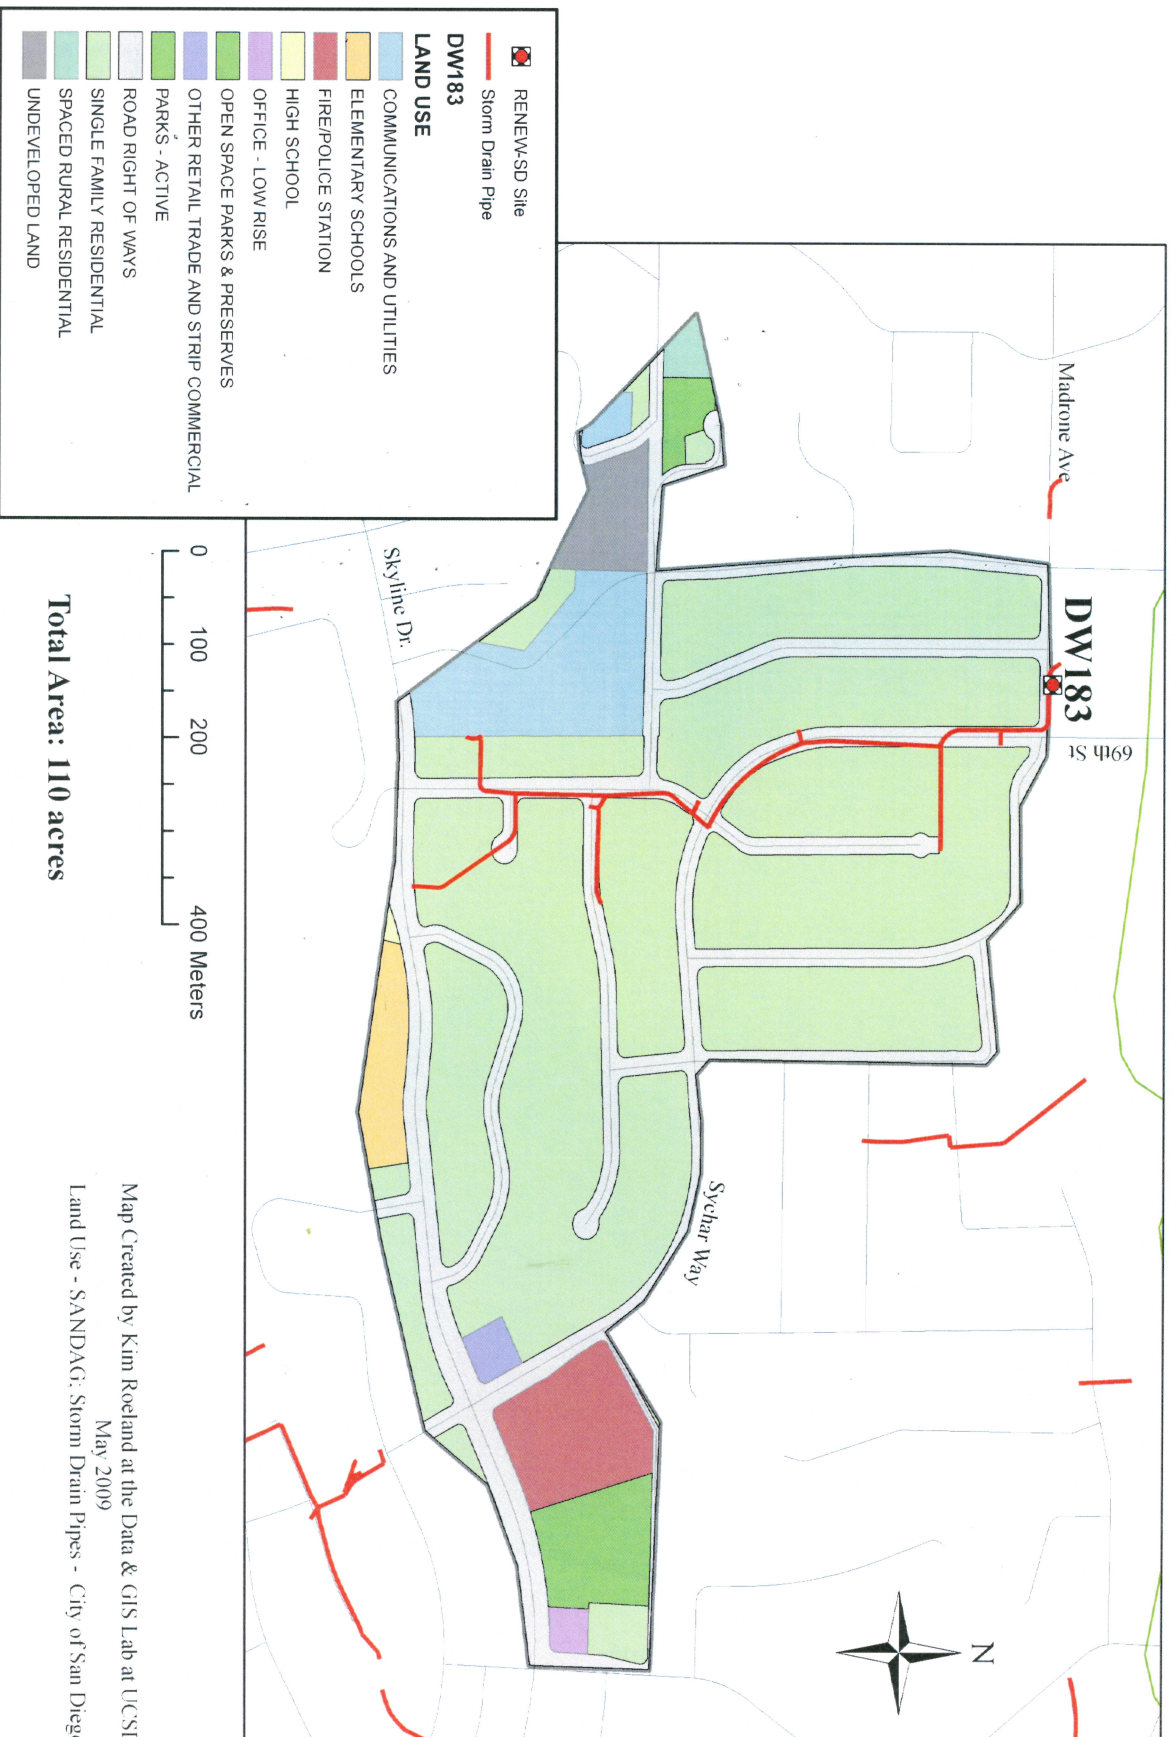 RENEW-SD Site
Storm Drain Pipe
DW183
LAND USE
COMMUNICATIONS AND UTILITIES
ELEMENTARY SCHOOLS
FIRE/POLICE STATION
HIGH SCHOOL
OFFICE - LOW RISE
OPEN SPACE PARKS & PRESERVES
OTHER RETAIL TRADE AND STRIP COMMERCIAL
PARKS - ACTIVE
ROAD RIGHT OF WAYS
SINGLE FAMILY RESIDENTIAL
SPACED RURAL RESIDENTIAL
UNDEVELOPED LAND
Madrone Ave
DW183
69th St
Skyline Dr.
Sychar Way
N
0 100 200 400 Meters
Total Area: 110 acres
Map Created by Kim Roeland at the Data & GIS Lab at UCSD
May 2009
Land Use - SANDAG; Storm Drain Pipes - City of San Diego